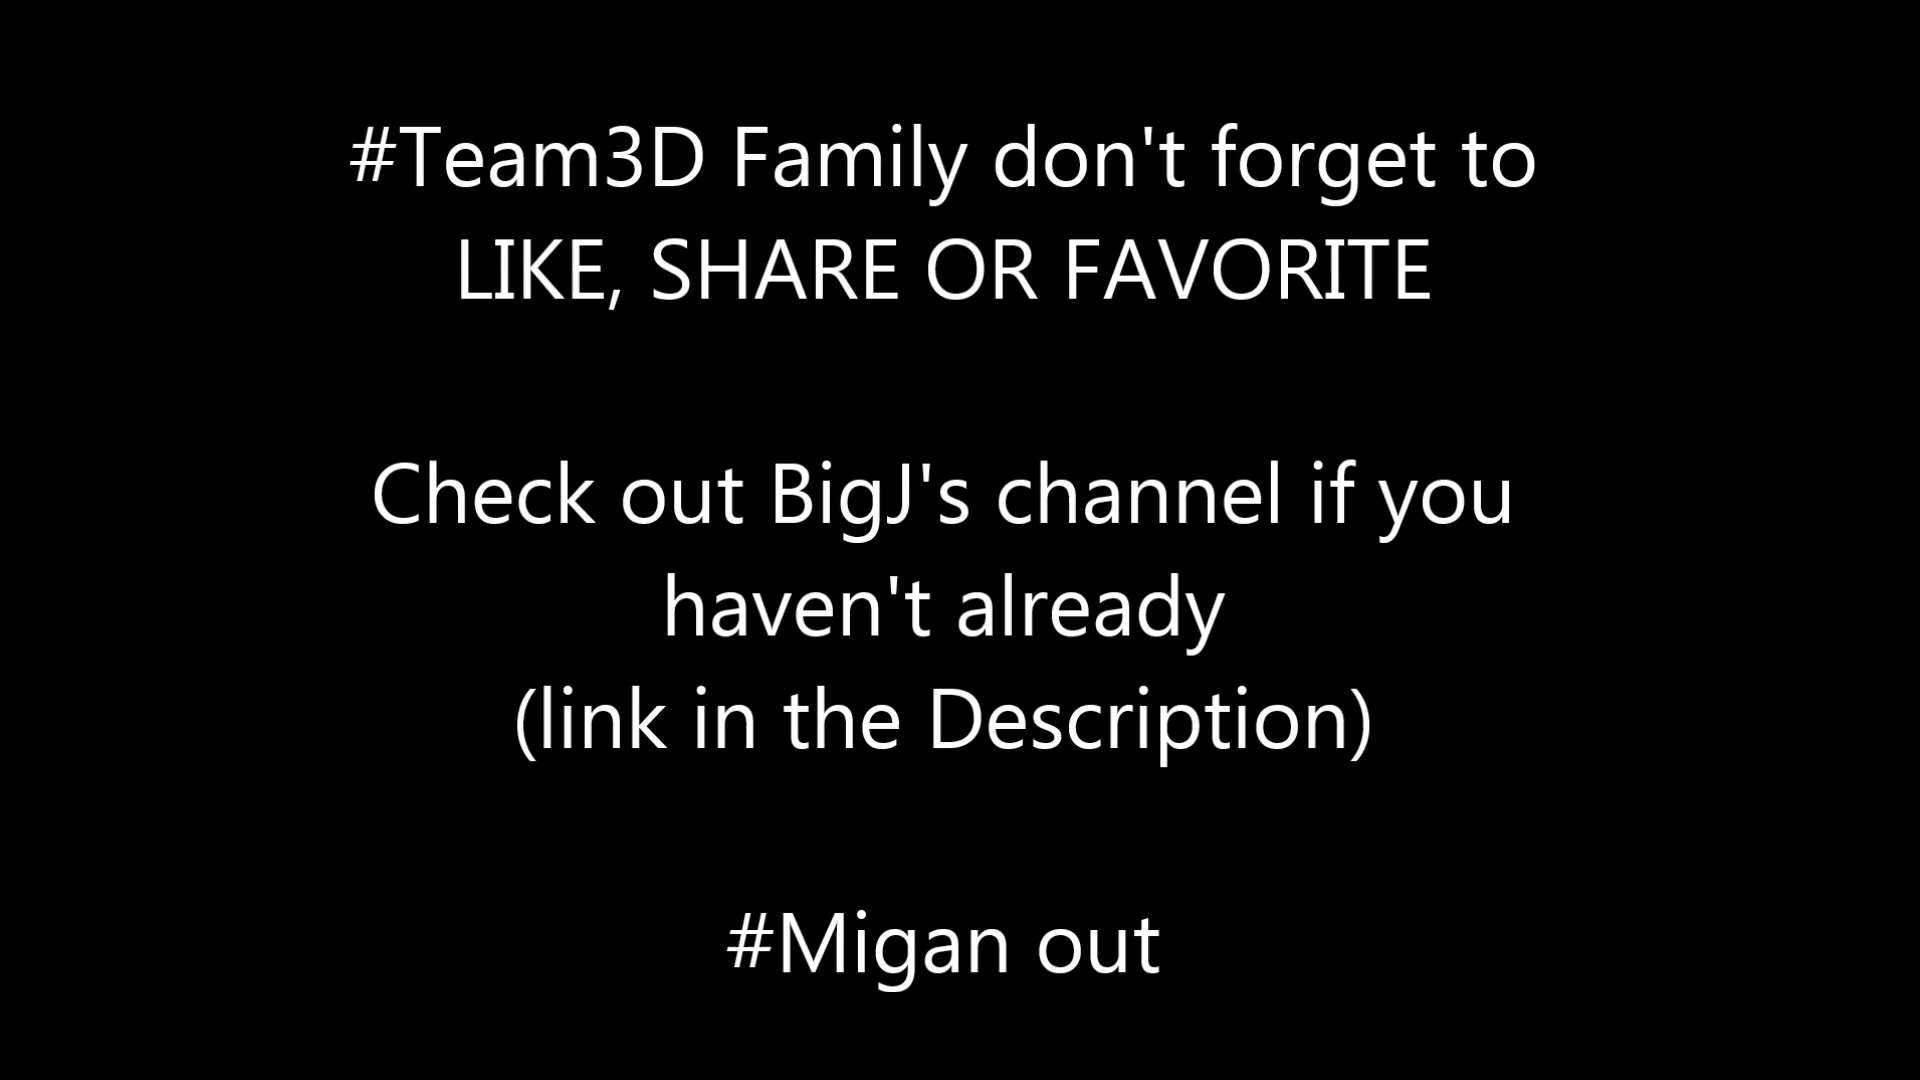 #Team3D Family don't forget to
LIKE, SHARE OR FAVORITE
Check out BigJ's channel if you
haven't already
(link in the Description)
#Migan out